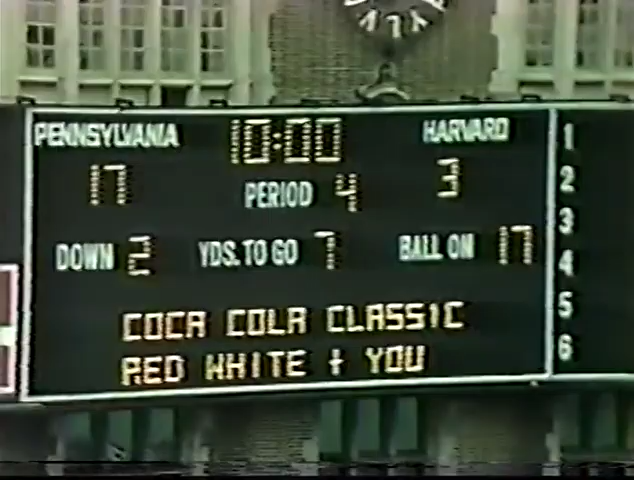 PENNSYLVANIA 10:00 HARVARD
17 PERIOD 4 3
DOWN 2 YDS. TO GO 7 BALL ON 17
COCA COLA CLASSIC
RED WHITE + YOU
1
2
3
4
5
6